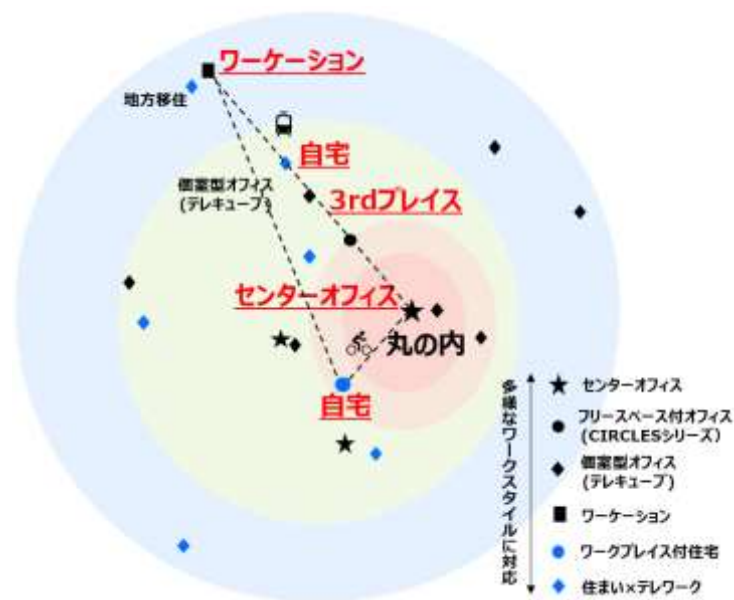 ワーケーション
地方移住
自宅
個室型オフィス
(テレキューブ)
3rdプレイス
センターオフィス
丸の内
自宅
多様なワークスタイルに対応
センターオフィス
フリースペース付オフィス
(CIRCLESシリーズ)
個室型オフィス
(テレキューブ)
ワーケーション
ワークプレイス付住宅
住まい×テレワーク